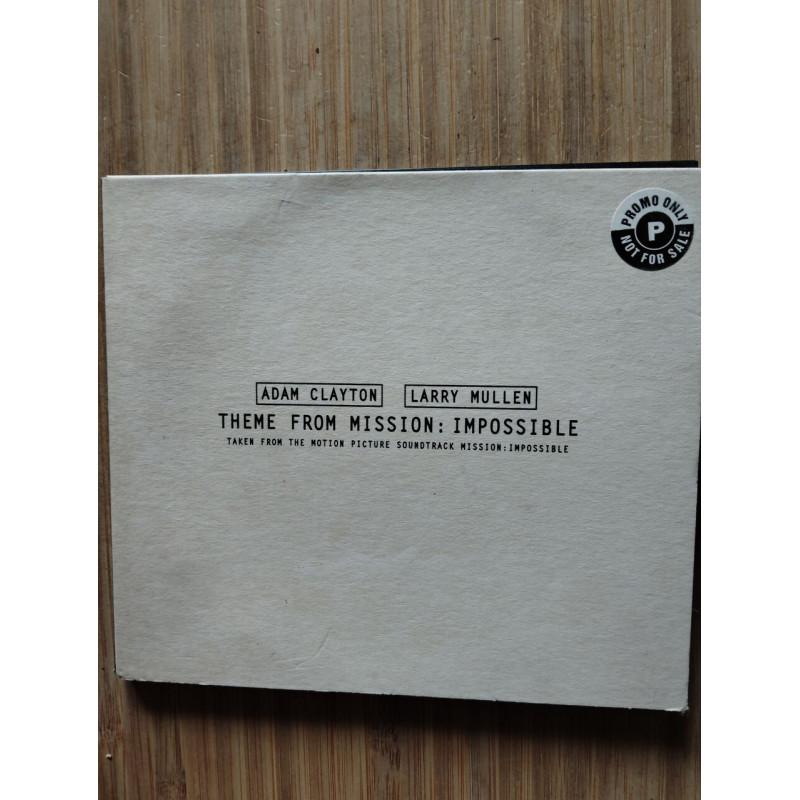 PROMO ONLY
P
NOT FOR SALE
ADAM CLAYTON LARRY MULLEN
THEME FROM MISSION: IMPOSSIBLE
TAKEN FROM THE MOTION PICTURE SOUNDTRACK MISSION:IMPOSSIBLE